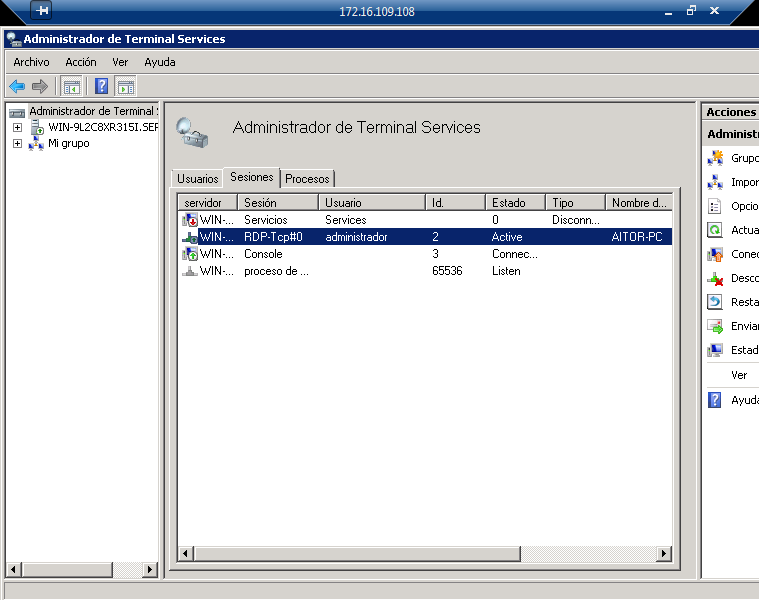 172.16.109.108
Administrador de Terminal Services
Archivo Acción Ver Ayuda
Administrador de Terminal
WIN-9L2C8XR315I.SER
Mi grupo
Administrador de Terminal Services
Usuarios Sesiones Procesos
servidor Sesión Usuario Id. Estado Tipo Nombre d...
WIN-... Servicios Services 0 Disconn...
WIN-... RDP-Tcp#0 administrador 2 Active AITOR-PC
WIN-... Console 3 Connec...
WIN-... proceso de ... 65536 Listen
Acciones
Administ
Grupo
Impor
Opcio
Actua
Conec
Desco
Resta
Enviar
Estad
Ver
Ayuda